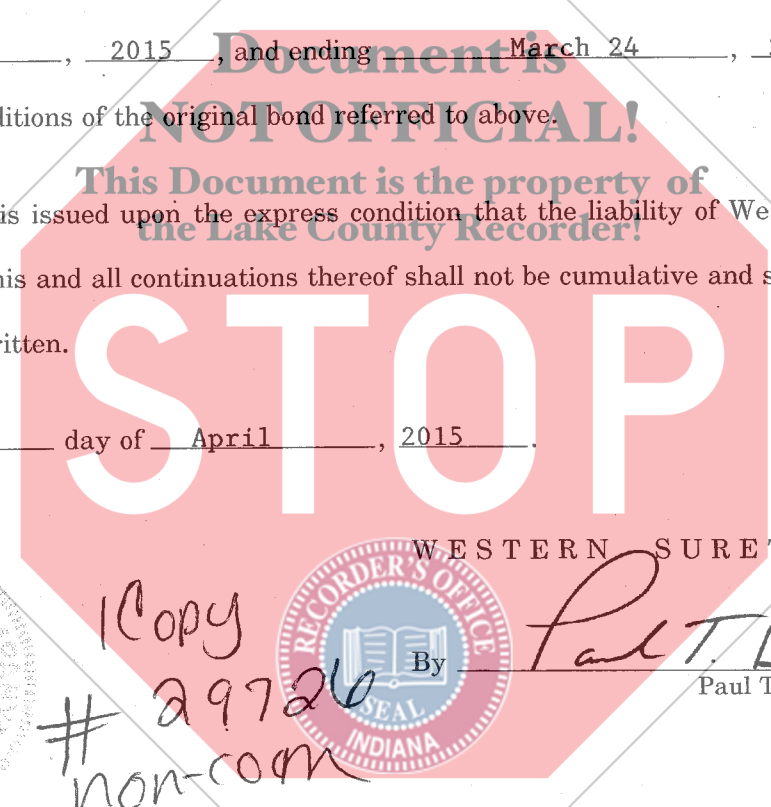 , 2015 , and ending March 24 ,
Document is
ditions of the original bond referred to above.
NOT OFFICIAL!
This Document is the property of
is issued upon the express condition that the liability of We
the Lake County Recorder!
his and all continuations thereof shall not be cumulative and s
ritten.
STOP
day of April , 2015 .
WESTERN SURET
RECORDER'S OFFICE
SEAL
INDIANA
1 Copy
By Paul T.
Paul T
# 29726
non-com